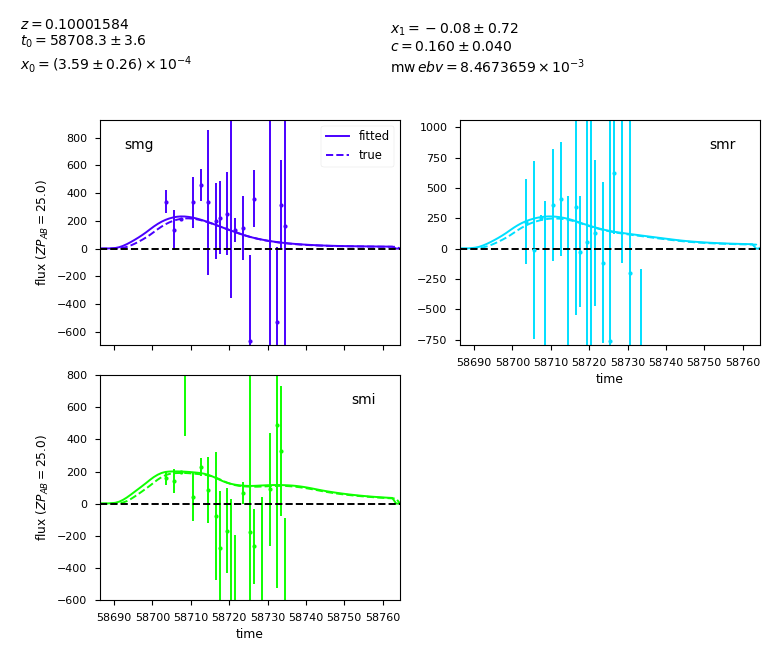 z = 0.10001584
t₀ = 58708.3 ± 3.6
x₀ = (3.59 ± 0.26) × 10⁻⁴
x₁ = −0.08 ± 0.72
c = 0.160 ± 0.040
mw ebv = 8.4673659 × 10⁻³
smg
fitted
true
flux (ZP_AB = 25.0)
800
600
400
200
0
−200
−400
−600
smr
1000
750
500
250
0
−250
−500
−750
58690 58700 58710 58720 58730 58740 58750 58760
time
smi
flux (ZP_AB = 25.0)
800
600
400
200
0
−200
−400
−600
58690 58700 58710 58720 58730 58740 58750 58760
time